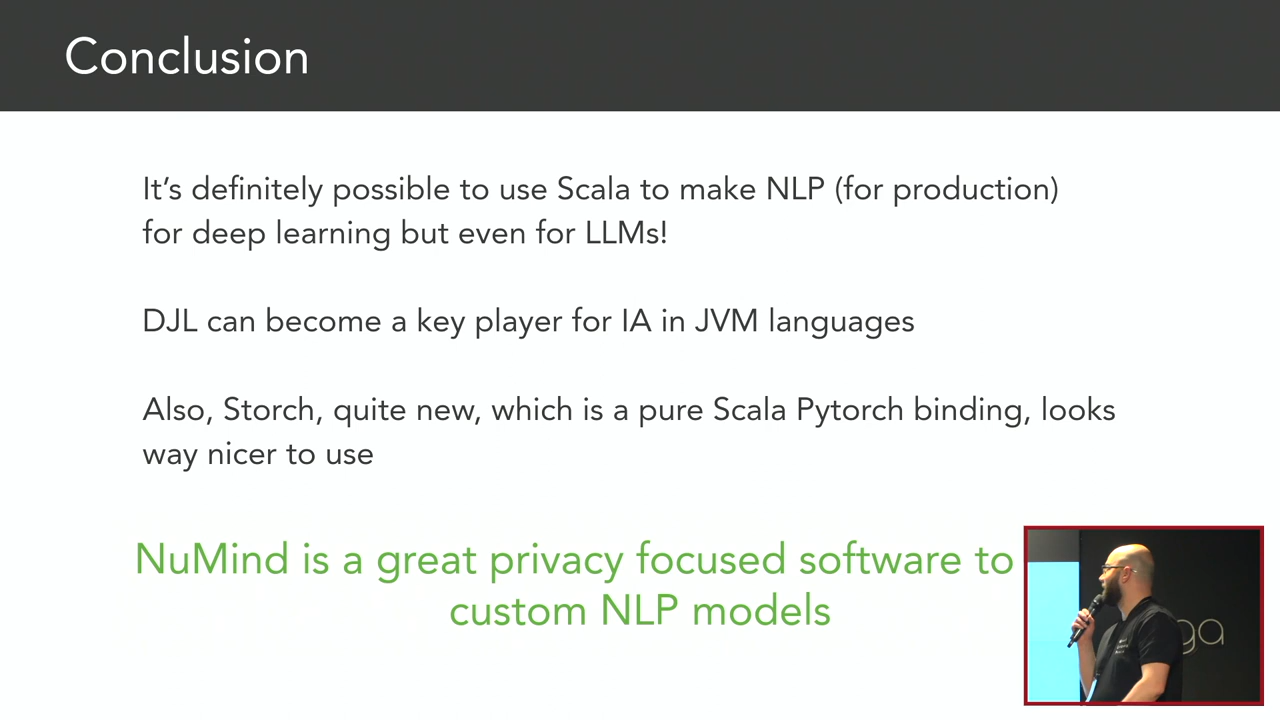 Conclusion
It's definitely possible to use Scala to make NLP (for production)
for deep learning but even for LLMs!
DJL can become a key player for IA in JVM languages
Also, Storch, quite new, which is a pure Scala Pytorch binding, looks
way nicer to use
NuMind is a great privacy focused software to
custom NLP models
ga